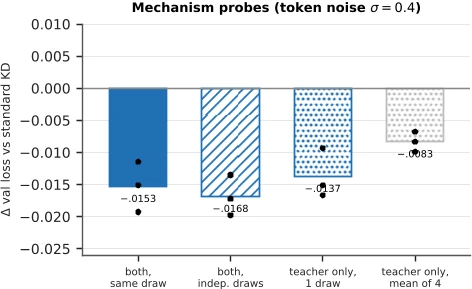 Mechanism probes (token noise σ = 0.4)
Δ val loss vs standard KD
0.010
0.005
0.000
−0.005
−0.010
−0.015
−0.020
−0.025
−.0153
−.0168
−.0137
−.0083
both,
same draw
both,
indep. draws
teacher only,
1 draw
teacher only,
mean of 4